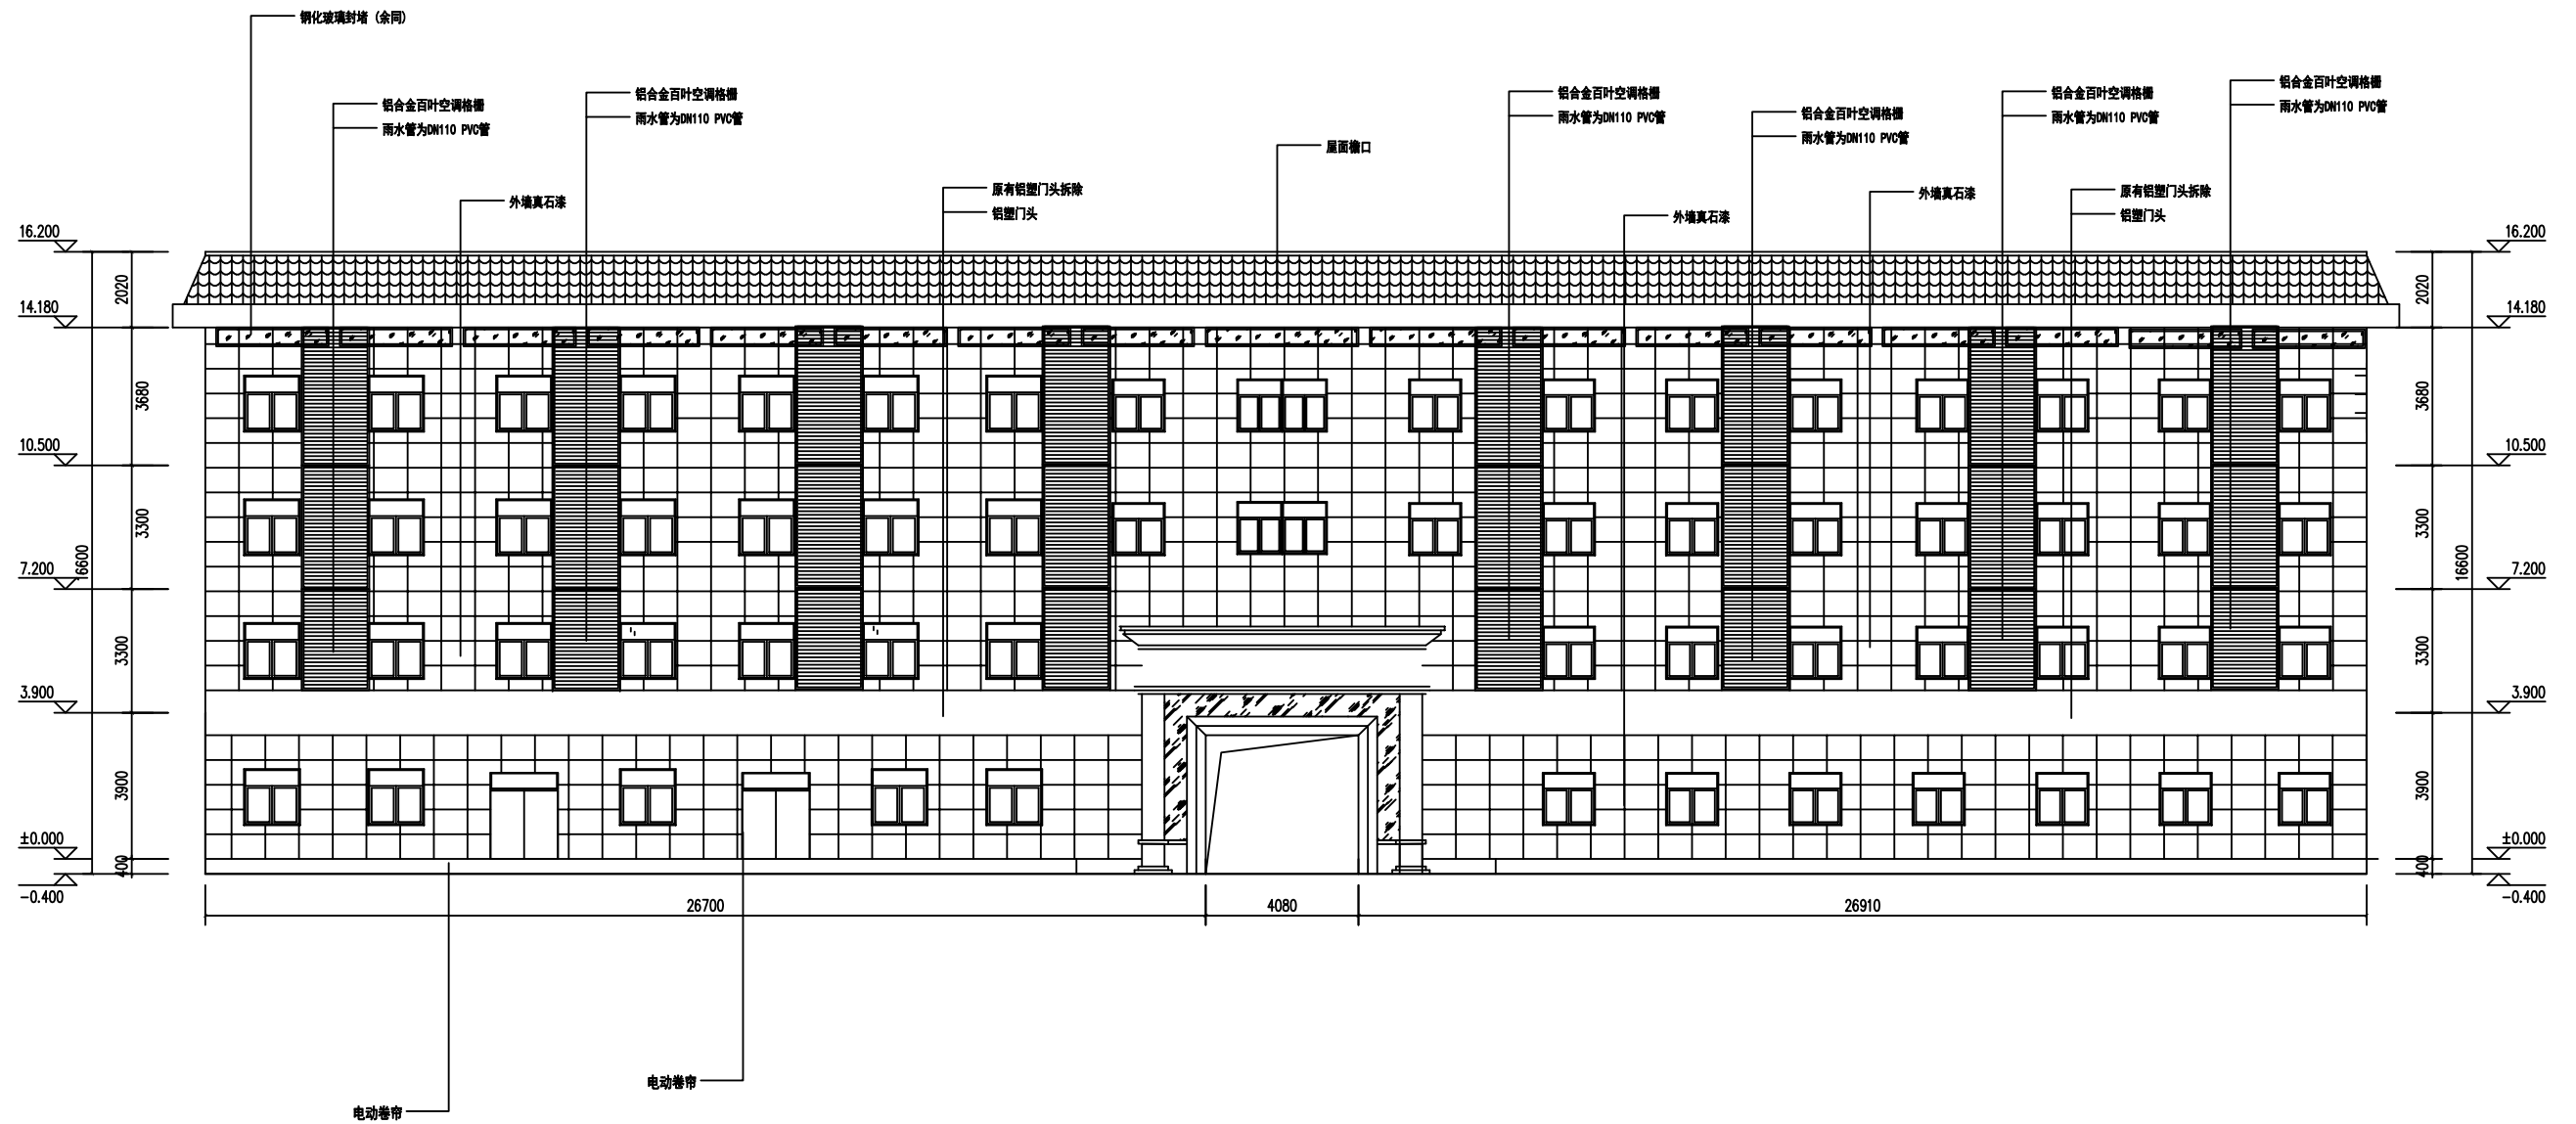 钢化玻璃封堵 (余同)
铝合金百叶空调格栅
雨水管为DN110 PVC管
铝合金百叶空调格栅
雨水管为DN110 PVC管
铝合金百叶空调格栅
雨水管为DN110 PVC管
铝合金百叶空调格栅
雨水管为DN110 PVC管
铝合金百叶空调格栅
雨水管为DN110 PVC管
铝合金百叶空调格栅
雨水管为DN110 PVC管
屋面檐口
外墙真石漆
原有铝塑门头拆除
铝塑门头
外墙真石漆
外墙真石漆
原有铝塑门头拆除
铝塑门头
16.200
14.180
10.500
7.200
3.900
±0.000
-0.400
2020
3680
3300
3300
3900
400
16600
16.200
14.180
10.500
7.200
3.900
±0.000
-0.400
2020
3680
3300
3300
3900
400
16600
26700
4080
26910
电动卷帘
电动卷帘